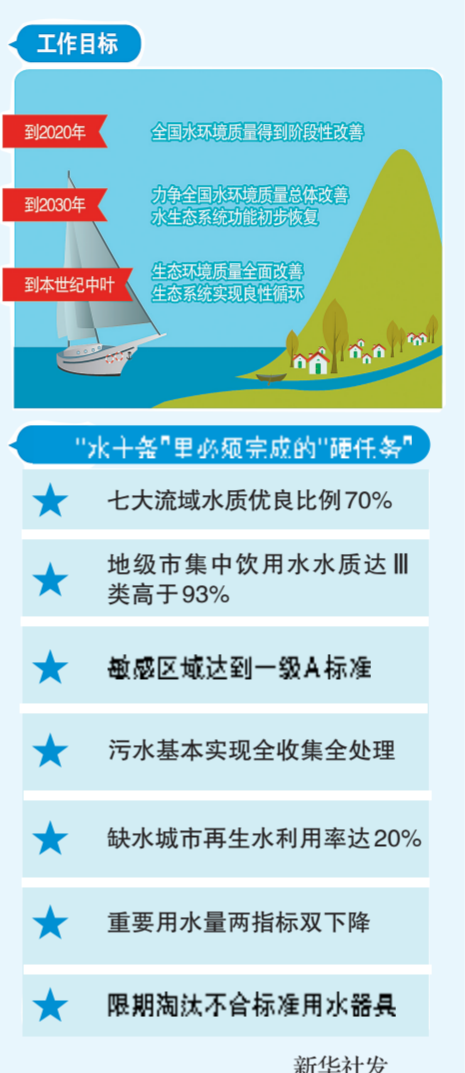 工作目标
到2020年
全国水环境质量得到阶段性改善
到2030年
力争全国水环境质量总体改善
水生态系统功能初步恢复
到本世纪中叶
生态环境质量全面改善
生态系统实现良性循环
"水十条"里必须完成的"硬任务"
七大流域水质优良比例70%
地级市集中饮用水水质达Ⅲ
类高于93%
敏感区域达到一级A标准
污水基本实现全收集全处理
缺水城市再生水利用率达20%
重要用水量两指标双下降
限期淘汰不合标准用水器具
新华社发